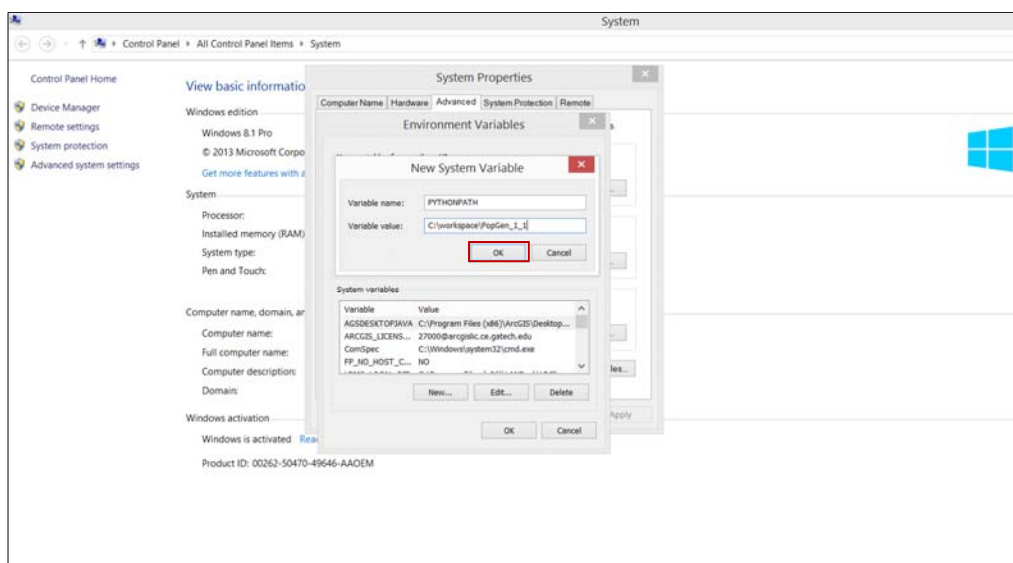 System
Control Panel ▸ All Control Panel Items ▸ System
Control Panel Home
Device Manager
Remote settings
System protection
Advanced system settings
View basic informatio
Windows edition
Windows 8.1 Pro
© 2013 Microsoft Corpo
Get more features with a
System
Processor:
Installed memory (RAM)
System type:
Pen and Touch:
Computer name, domain, an
Computer name:
Full computer name:
Computer description:
Domain:
Windows activation
Windows is activated Rea
Product ID: 00262-50470-49646-AAOEM
System Properties
Computer Name Hardware Advanced System Protection Remote
Environment Variables
New System Variable
Variable name: PYTHONPATH
Variable value: C:\workspace\PopGen_1_1
OK Cancel
System variables
Variable Value
AGSDESKTOPJAVA C:\Program Files (x86)\ArcGIS\Desktop...
ARCGIS_LICENS... 27000@arcgislic.ce.gatech.edu
ComSpec C:\Windows\system32\cmd.exe
FP_NO_HOST_C... NO
New... Edit... Delete
OK Cancel
les...
Apply